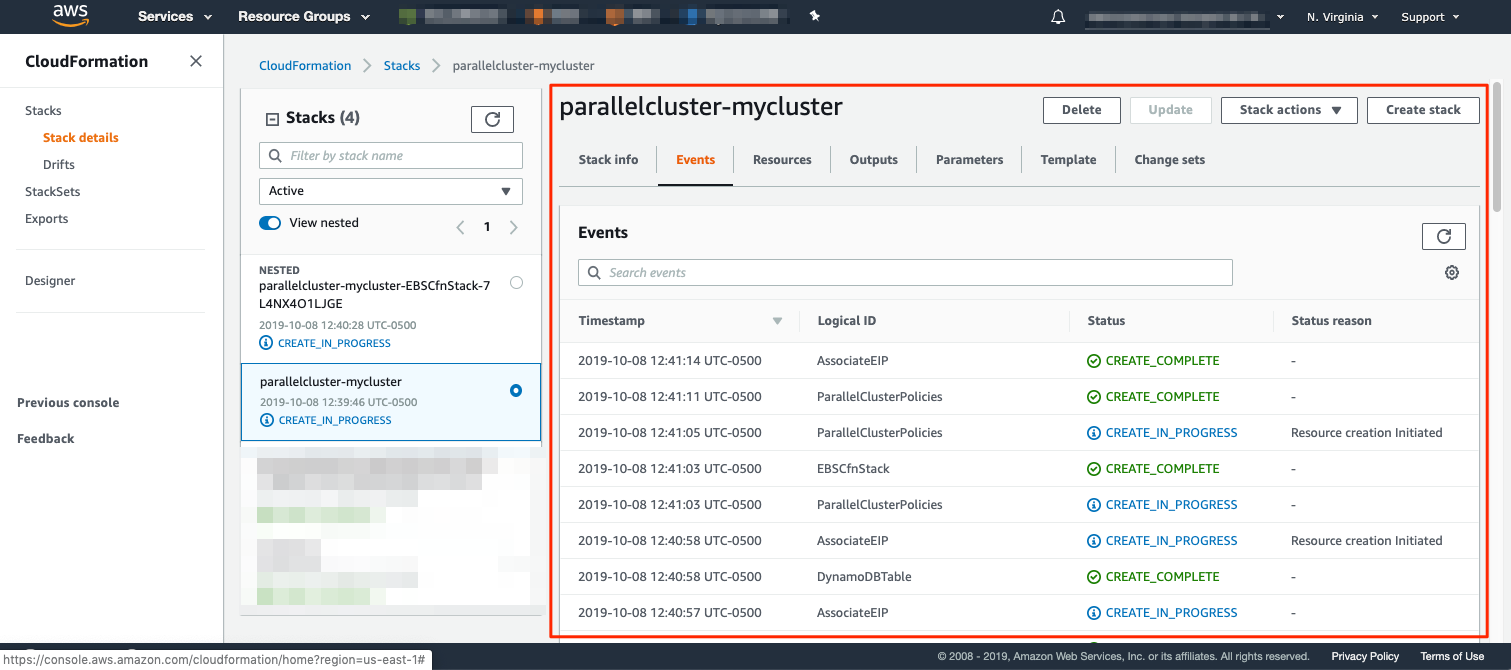 aws
Services
Resource Groups
N. Virginia
Support
CloudFormation
Stacks
Stack details
Drifts
StackSets
Exports
Designer
Previous console
Feedback
CloudFormation
Stacks
parallelcluster-mycluster
Stacks (4)
Filter by stack name
Active
View nested
1
NESTED
parallelcluster-mycluster-EBSCfnStack-7
L4NX4O1LJGE
2019-10-08 12:40:28 UTC-0500
CREATE_IN_PROGRESS
parallelcluster-mycluster
2019-10-08 12:39:46 UTC-0500
CREATE_IN_PROGRESS
parallelcluster-mycluster
Delete
Update
Stack actions
Create stack
Stack info
Events
Resources
Outputs
Parameters
Template
Change sets
Events
Search events
Timestamp Logical ID Status Status reason
2019-10-08 12:41:14 UTC-0500 AssociateEIP CREATE_COMPLETE -
2019-10-08 12:41:11 UTC-0500 ParallelClusterPolicies CREATE_COMPLETE -
2019-10-08 12:41:05 UTC-0500 ParallelClusterPolicies CREATE_IN_PROGRESS Resource creation Initiated
2019-10-08 12:41:03 UTC-0500 EBSCfnStack CREATE_COMPLETE -
2019-10-08 12:41:03 UTC-0500 ParallelClusterPolicies CREATE_IN_PROGRESS -
2019-10-08 12:40:58 UTC-0500 AssociateEIP CREATE_IN_PROGRESS Resource creation Initiated
2019-10-08 12:40:58 UTC-0500 DynamoDBTable CREATE_COMPLETE -
2019-10-08 12:40:57 UTC-0500 AssociateEIP CREATE_IN_PROGRESS -
https://console.aws.amazon.com/cloudformation/home?region=us-east-1#
© 2008 - 2019, Amazon Web Services, Inc. or its affiliates. All rights reserved.
Privacy Policy
Terms of Use